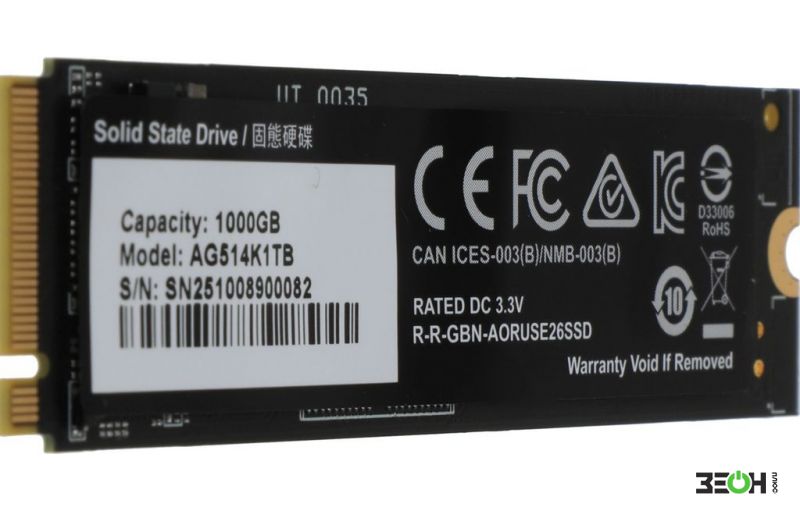 UT 0035
Solid State Drive / 固態硬碟
Capacity: 1000GB
Model: AG514K1TB
S/N: SN251008900082
CE FC
CAN ICES-003(B)/NMB-003(B)
D33006
RoHS
RATED DC 3.3V
R-R-GBN-AORUSE26SSD
10
Warranty Void If Removed
ЗЕОН
плюс